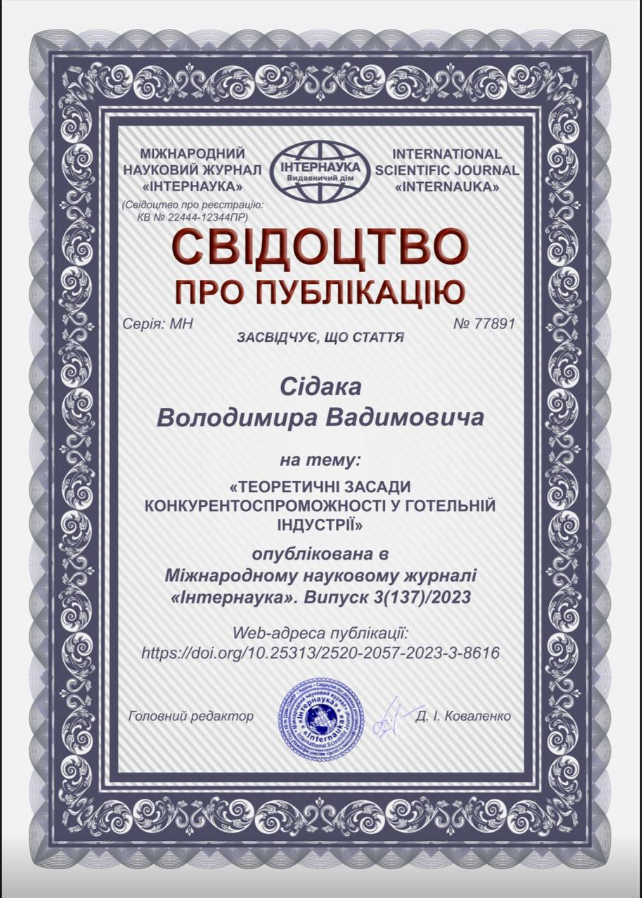 МІЖНАРОДНИЙ
НАУКОВИЙ ЖУРНАЛ
«ІНТЕРНАУКА»
(Свідоцтво про реєстрацію:
КВ № 22444-12344ПР)
ІНТЕРНАУКА
Видавничий дім
INTERNATIONAL
SCIENTIFIC JOURNAL
«INTERNAUKA»
СВІДОЦТВО
ПРО ПУБЛІКАЦІЮ
Серія: МН
№ 77891
ЗАСВІДЧУЄ, ЩО СТАТТЯ
Сідака
Володимира Вадимовича
на тему:
«ТЕОРЕТИЧНІ ЗАСАДИ
КОНКУРЕНТОСПРОМОЖНОСТІ У ГОТЕЛЬНІЙ
ІНДУСТРІЇ»
опублікована в
Міжнародному науковому журналі
«Інтернаука». Випуск 3(137)/2023
Web-адреса публікації:
https://doi.org/10.25313/2520-2057-2023-3-8616
Головний редактор
«Інтернаука»
Д. І. Коваленко